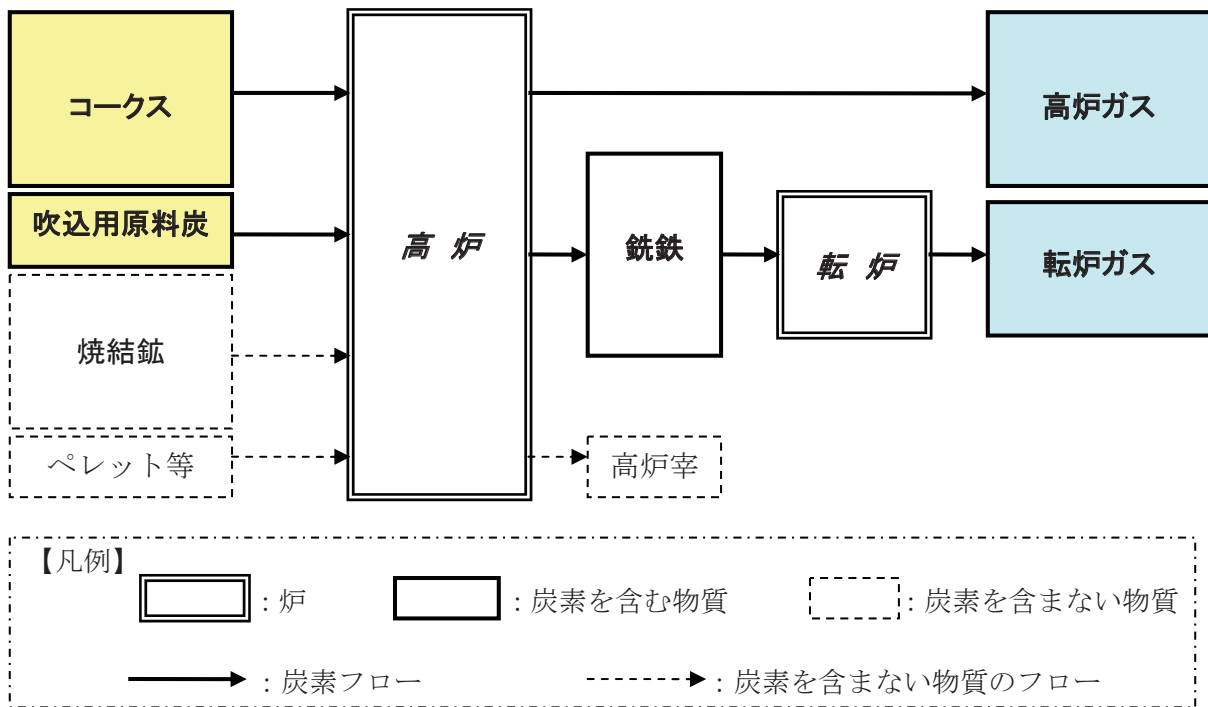 コークス
吹込用原料炭
焼結鉱
ペレット等
高 炉
銑鉄
高炉宰
転 炉
高炉ガス
転炉ガス
【凡例】
：炉
：炭素を含む物質
：炭素を含まない物質
：炭素フロー
：炭素を含まない物質のフロー